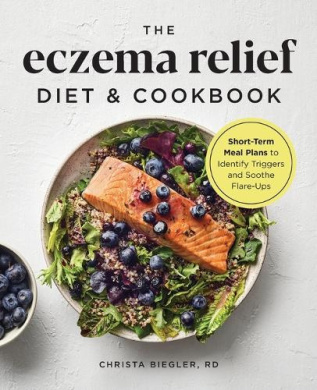 THE
eczema relief
DIET & COOKBOOK
Short-Term
Meal Plans to
Identify Triggers
and Soothe
Flare-Ups
CHRISTA BIEGLER, RD